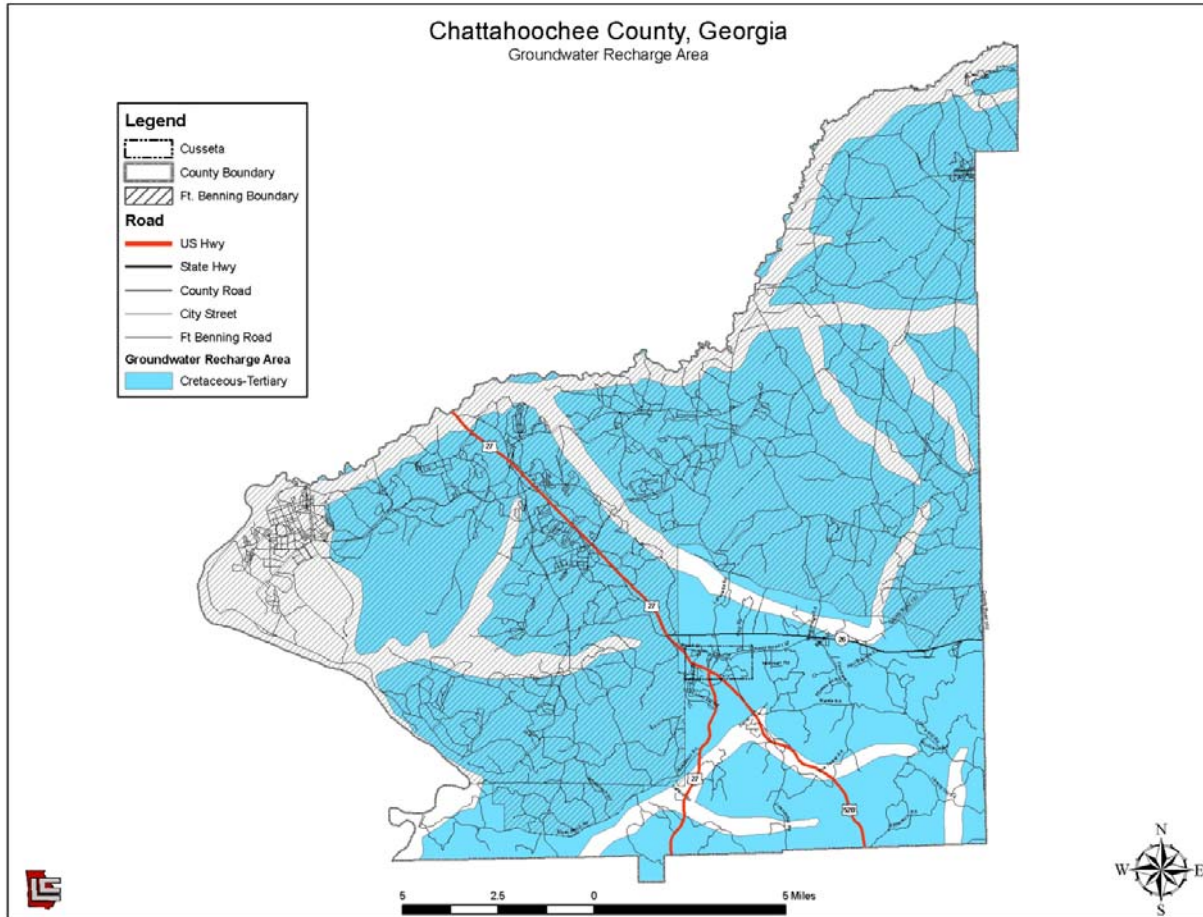 Chattahoochee County, Georgia
Groundwater Recharge Area
Legend
Cusseta
County Boundary
Ft. Benning Boundary
Road
US Hwy
State Hwy
County Road
City Street
Ft Benning Road
Groundwater Recharge Area
Cretaceous-Tertiary
27
27
26
27
520
N
W E
S
5 2.5 0 5 Miles